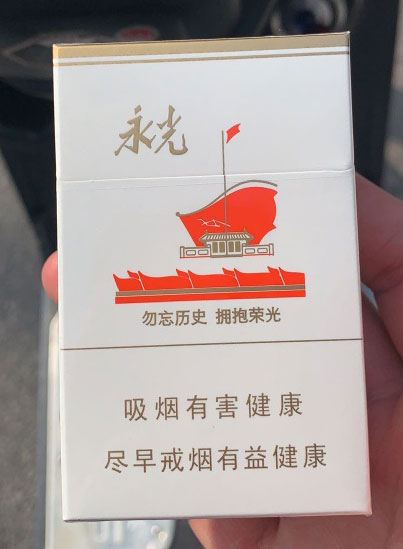 永光
勿忘历史 拥抱荣光
吸烟有害健康
尽早戒烟有益健康